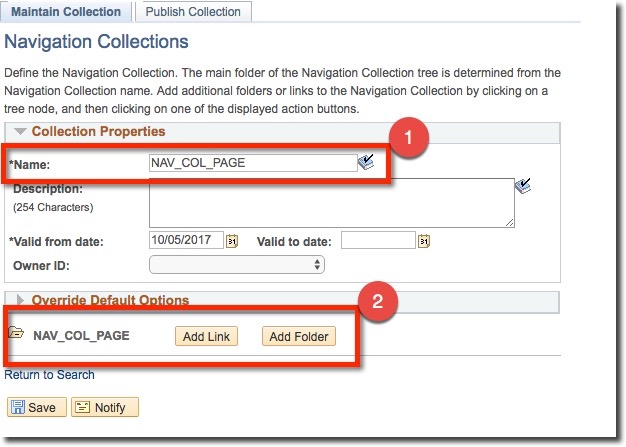 Maintain Collection Publish Collection
Navigation Collections
Define the Navigation Collection. The main folder of the Navigation Collection tree is determined from the
Navigation Collection name. Add additional folders or links to the Navigation Collection by clicking on a
tree node, and then clicking on one of the displayed action buttons.
Collection Properties
1
*Name: NAV_COL_PAGE
Description:
(254 Characters)
*Valid from date: 10/05/2017 31 Valid to date: 31
Owner ID:
Override Default Options
2
NAV_COL_PAGE Add Link Add Folder
Return to Search
Save Notify